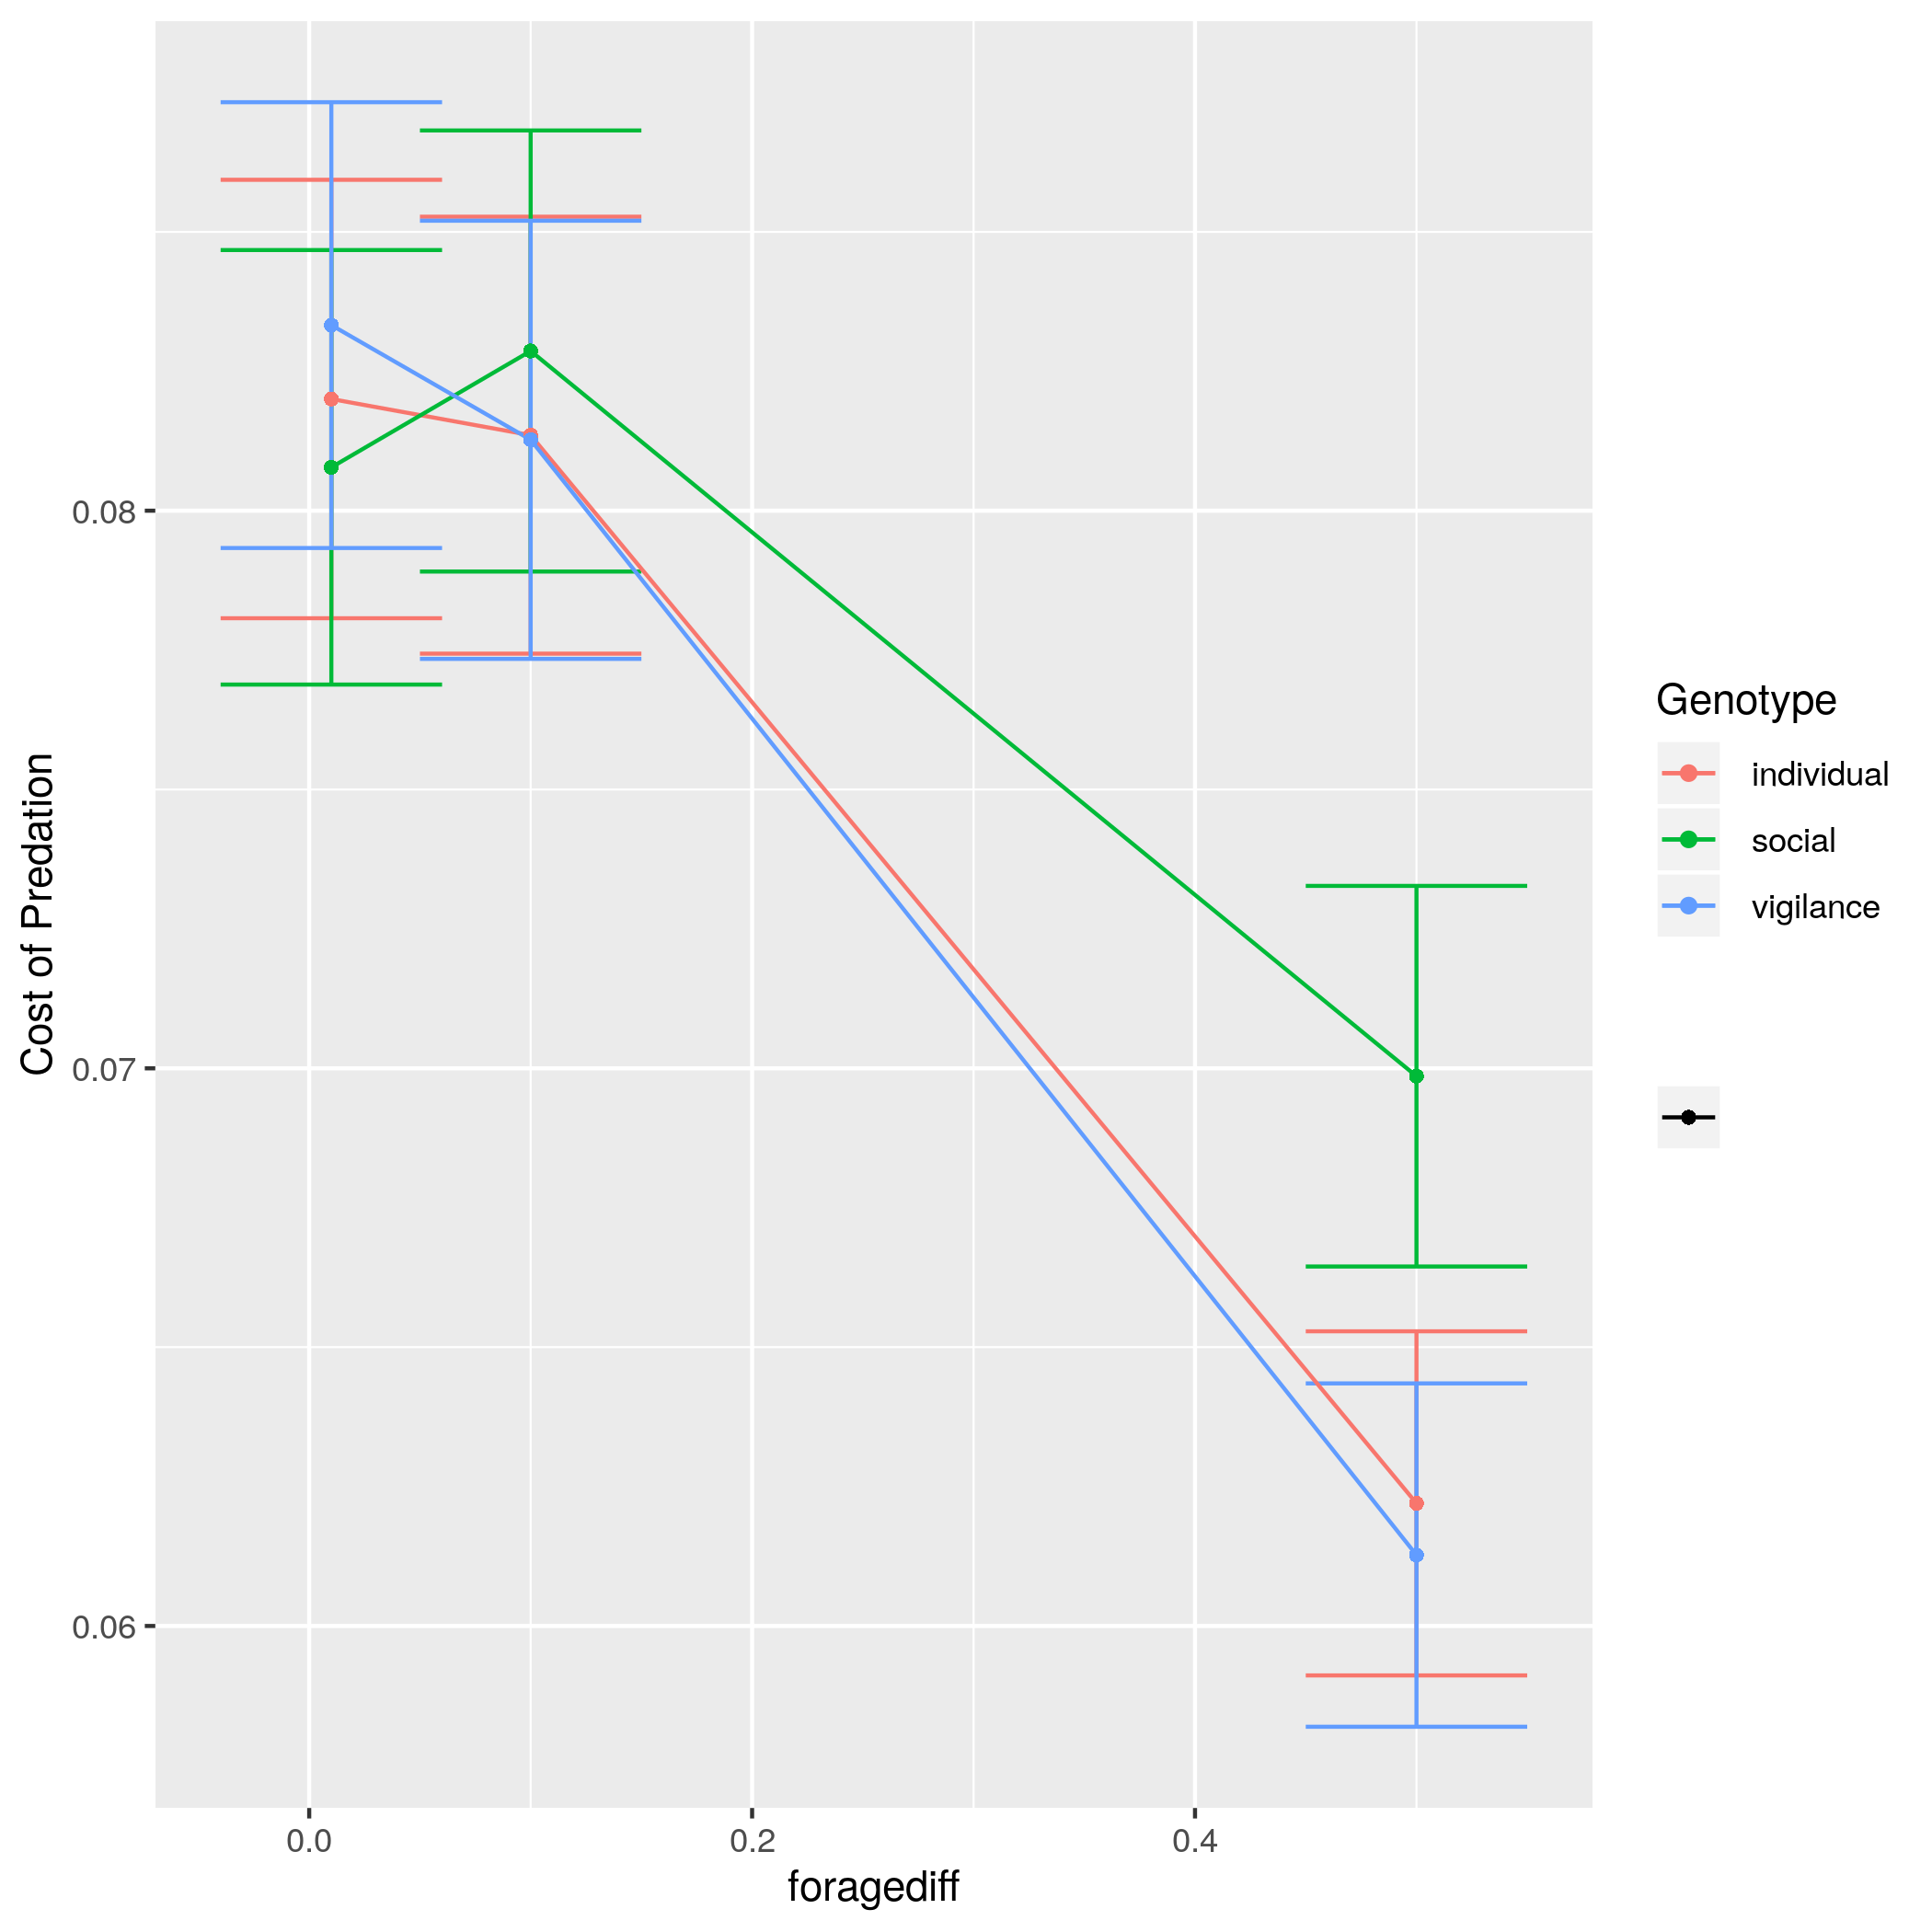 Cost of Predation
0.08
0.07
0.06
0.0
0.2
0.4
foragediff
Genotype
individual
social
vigilance